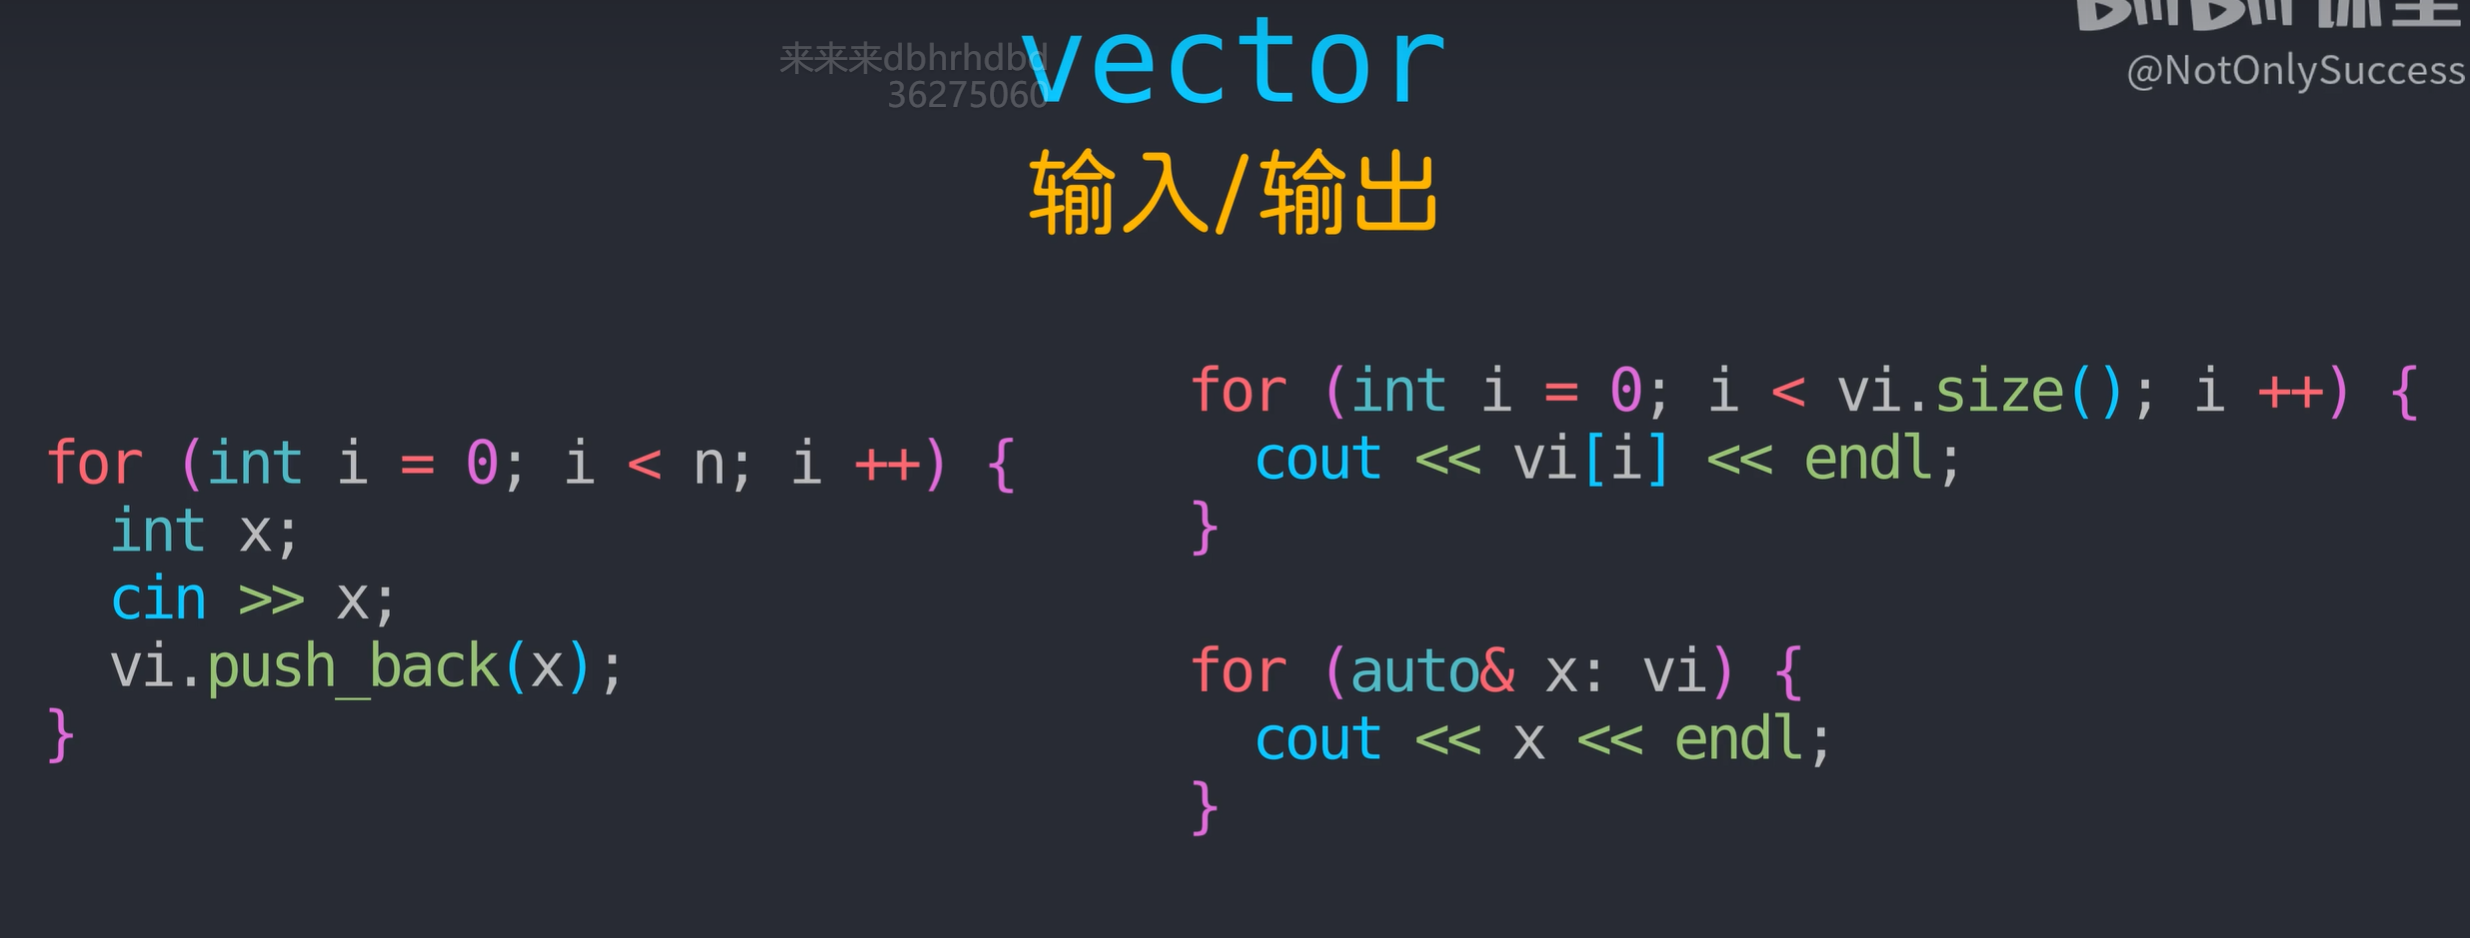 vector
来来来dbhrhdbd
36275060
@NotOnlySuccess
输入/输出
for (int i = 0; i < n; i ++) {
  int x;
  cin >> x;
  vi.push_back(x);
}
for (int i = 0; i < vi.size(); i ++) {
  cout << vi[i] << endl;
}
for (auto& x: vi) {
  cout << x << endl;
}